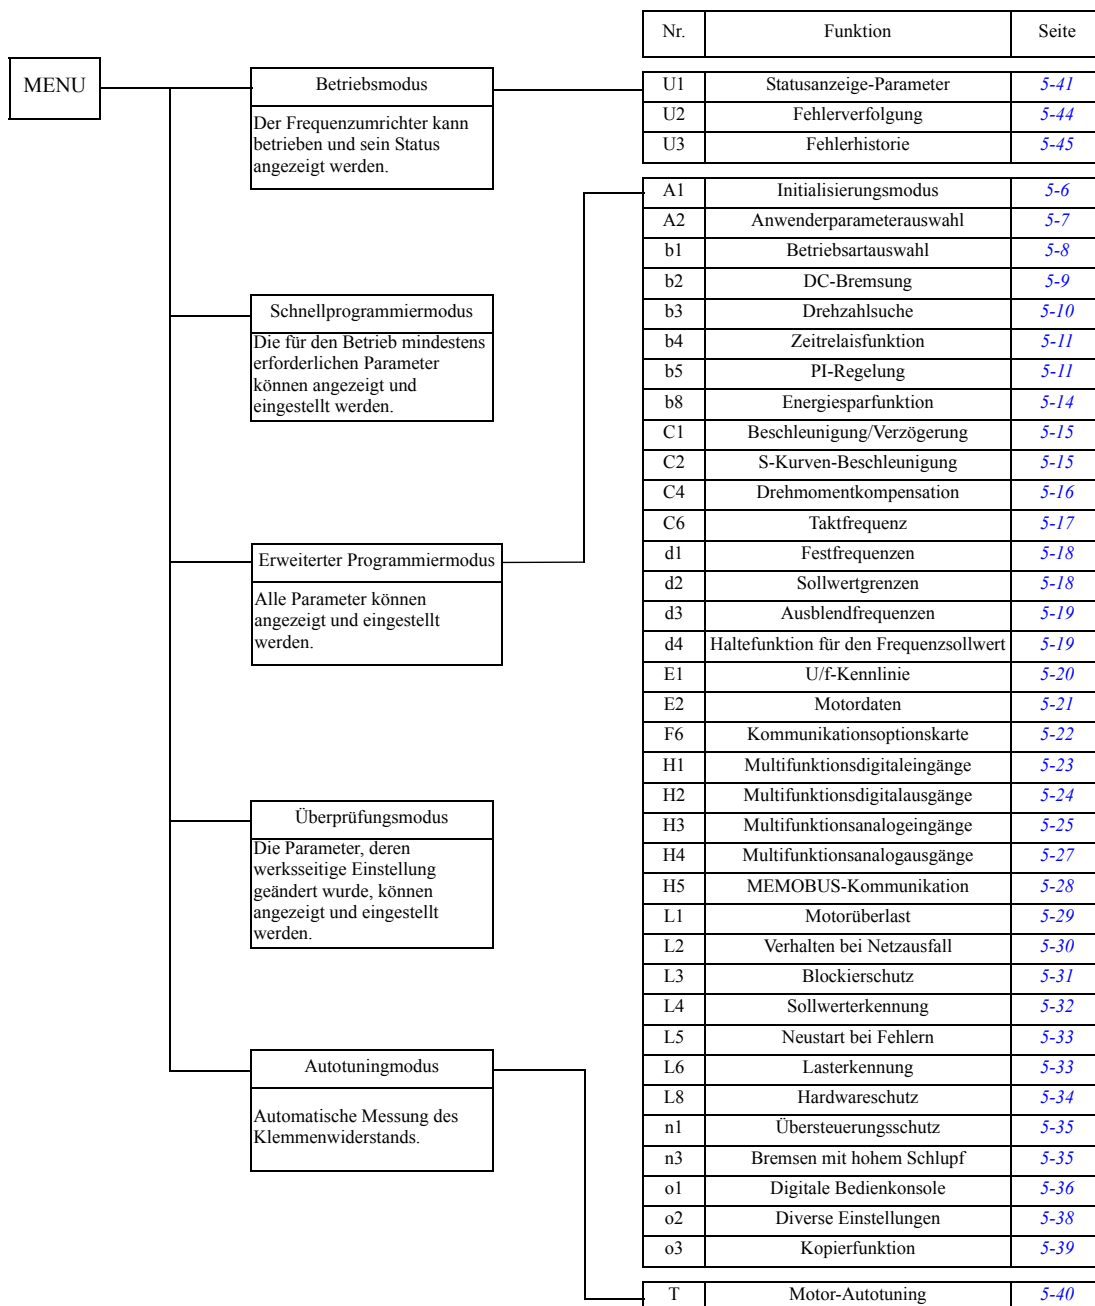 MENU
Betriebsmodus
Der Frequenzumrichter kann
betrieben und sein Status
angezeigt werden.
Schnellprogrammiermodus
Die für den Betrieb mindestens
erforderlichen Parameter
können angezeigt und
eingestellt werden.
Erweiterter Programmiermodus
Alle Parameter können
angezeigt und eingestellt
werden.
Überprüfungsmodus
Die Parameter, deren
werksseitige Einstellung
geändert wurde, können
angezeigt und eingestellt
werden.
Autotuningmodus
Automatische Messung des
Klemmenwiderstands.
Nr. Funktion Seite
U1 Statusanzeige-Parameter 5-41
U2 Fehlerverfolgung 5-44
U3 Fehlerhistorie 5-45
A1 Initialisierungsmodus 5-6
A2 Anwenderparameterauswahl 5-7
b1 Betriebsartauswahl 5-8
b2 DC-Bremsung 5-9
b3 Drehzahlsuche 5-10
b4 Zeitrelaisfunktion 5-11
b5 PI-Regelung 5-11
b8 Energiesparfunktion 5-14
C1 Beschleunigung/Verzögerung 5-15
C2 S-Kurven-Beschleunigung 5-15
C4 Drehmomentkompensation 5-16
C6 Taktfrequenz 5-17
d1 Festfrequenzen 5-18
d2 Sollwertgrenzen 5-18
d3 Ausblendfrequenzen 5-19
d4 Haltefunktion für den Frequenzsollwert 5-19
E1 U/f-Kennlinie 5-20
E2 Motordaten 5-21
F6 Kommunikationsoptionskarte 5-22
H1 Multifunktionsdigitaleingänge 5-23
H2 Multifunktionsdigitalausgänge 5-24
H3 Multifunktionsanalogeingänge 5-25
H4 Multifunktionsanalogausgänge 5-27
H5 MEMOBUS-Kommunikation 5-28
L1 Motorüberlast 5-29
L2 Verhalten bei Netzausfall 5-30
L3 Blockierschutz 5-31
L4 Sollwerterkennung 5-32
L5 Neustart bei Fehlern 5-33
L6 Lasterkennung 5-33
L8 Hardwareschutz 5-34
n1 Übersteuerungsschutz 5-35
n3 Bremsen mit hohem Schlupf 5-35
o1 Digitale Bedienkonsole 5-36
o2 Diverse Einstellungen 5-38
o3 Kopierfunktion 5-39
T Motor-Autotuning 5-40